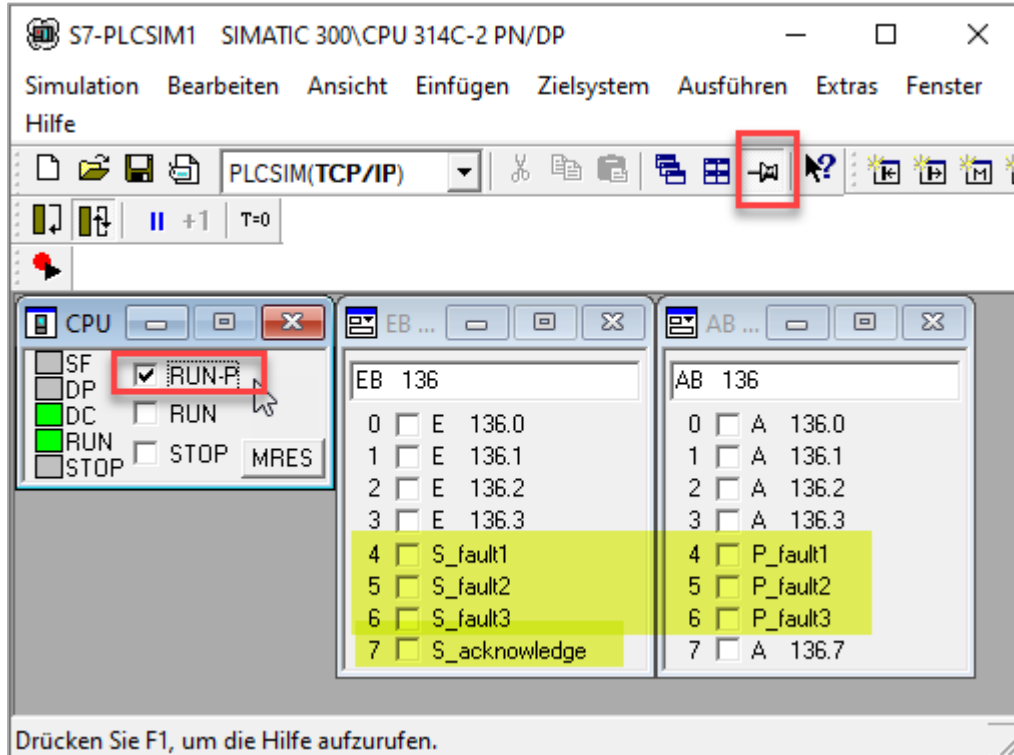 S7-PLCSIM1 SIMATIC 300\CPU 314C-2 PN/DP
Simulation Bearbeiten Ansicht Einfügen Zielsystem Ausführen Extras Fenster
Hilfe
PLCSIM(TCP/IP)
+1 T=0
CPU
SF
DP
DC
RUN
STOP
RUN-P
RUN
STOP MRES
EB ...
EB 136
0 E 136.0
1 E 136.1
2 E 136.2
3 E 136.3
4 S_fault1
5 S_fault2
6 S_fault3
7 S_acknowledge
AB ...
AB 136
0 A 136.0
1 A 136.1
2 A 136.2
3 A 136.3
4 P_fault1
5 P_fault2
6 P_fault3
7 A 136.7
Drücken Sie F1, um die Hilfe aufzurufen.